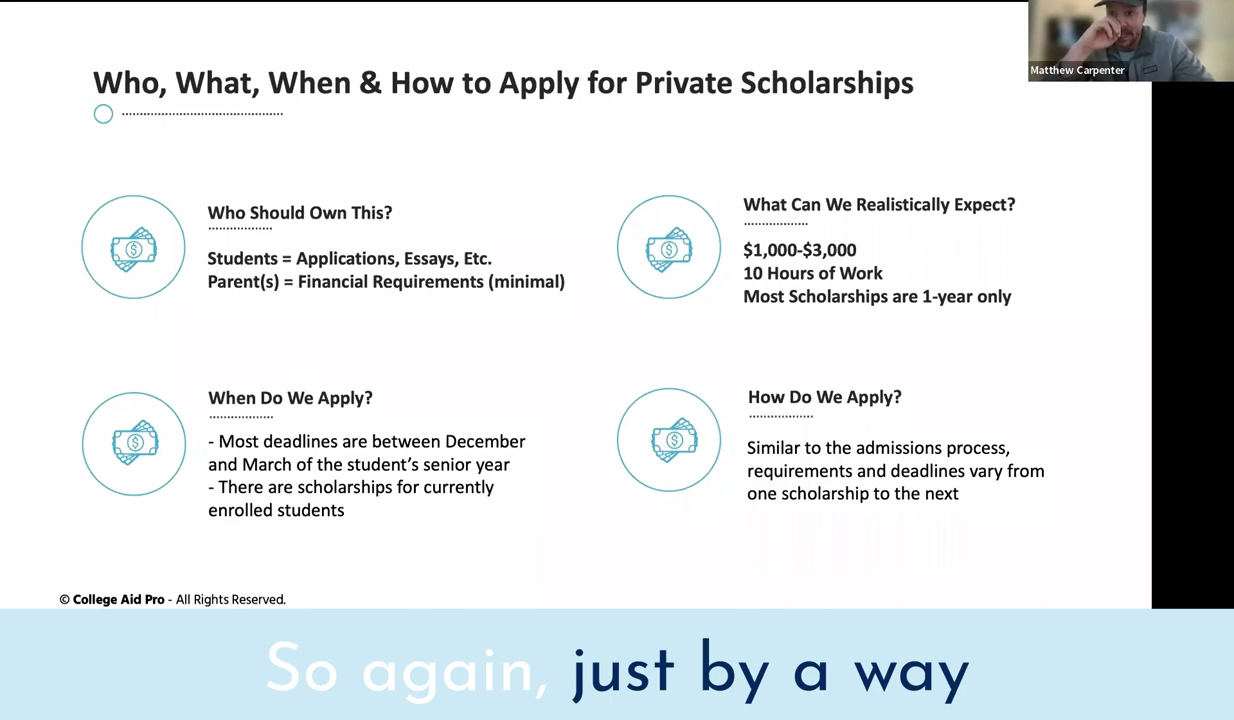 Matthew Carpenter
Who, What, When & How to Apply for Private Scholarships
Who Should Own This?
Students = Applications, Essays, Etc.
Parent(s) = Financial Requirements (minimal)
What Can We Realistically Expect?
$1,000-$3,000
10 Hours of Work
Most Scholarships are 1-year only
When Do We Apply?
- Most deadlines are between December
and March of the student’s senior year
- There are scholarships for currently
enrolled students
How Do We Apply?
Similar to the admissions process,
requirements and deadlines vary from
one scholarship to the next
© College Aid Pro - All Rights Reserved.
So again, just by a way